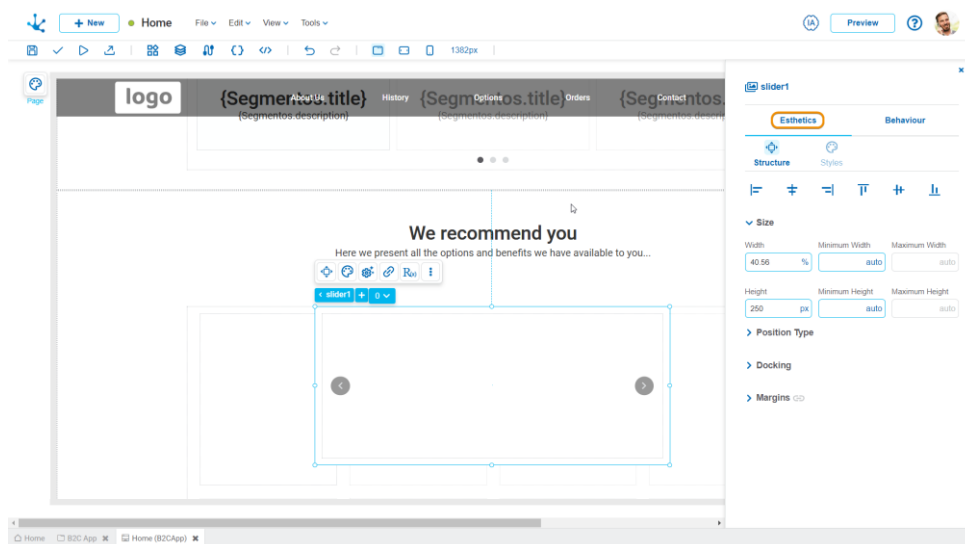 + New
Home
File
Edit
View
Tools
IA
Preview
?
1382px
Page
logo
{Segmentos.title}
About Us
History
{Segmentos.title}
Options
Orders
{Segmentos.
Contact
{Segmentos.description}
{Segmentos.description}
{Segmentos.descri
We recommend you
Here we present all the options and benefits we have available to you...
R(x)
slider1
+
0
slider1
Esthetics
Behaviour
Structure
Styles
Size
Width
Minimum Width
Maximum Width
40.56 %
auto
auto
Height
Minimum Height
Maximum Height
250 px
auto
auto
Position Type
Docking
Margins
Home
B2C App
Home (B2CApp)